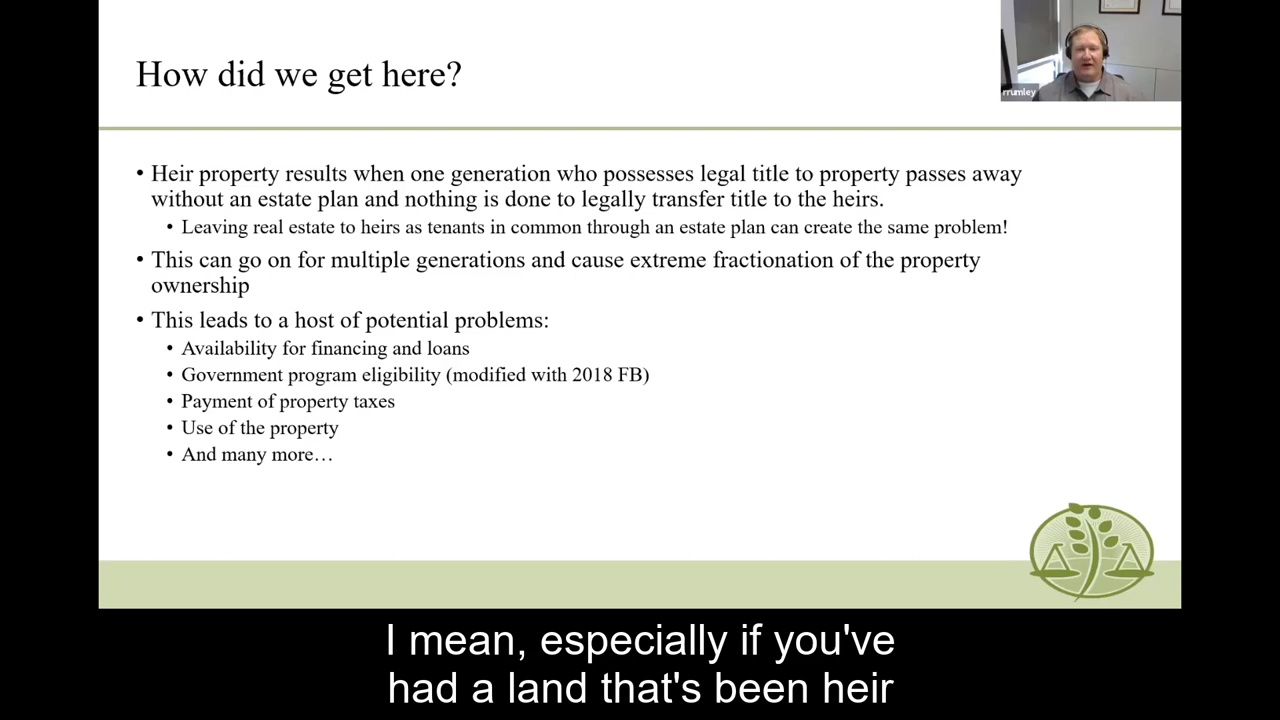 How did we get here?
rrumley
• Heir property results when one generation who possesses legal title to property passes away
without an estate plan and nothing is done to legally transfer title to the heirs.
• Leaving real estate to heirs as tenants in common through an estate plan can create the same problem!
• This can go on for multiple generations and cause extreme fractionation of the property
ownership
• This leads to a host of potential problems:
• Availability for financing and loans
• Government program eligibility (modified with 2018 FB)
• Payment of property taxes
• Use of the property
• And many more…
I mean, especially if you've
had a land that's been heir